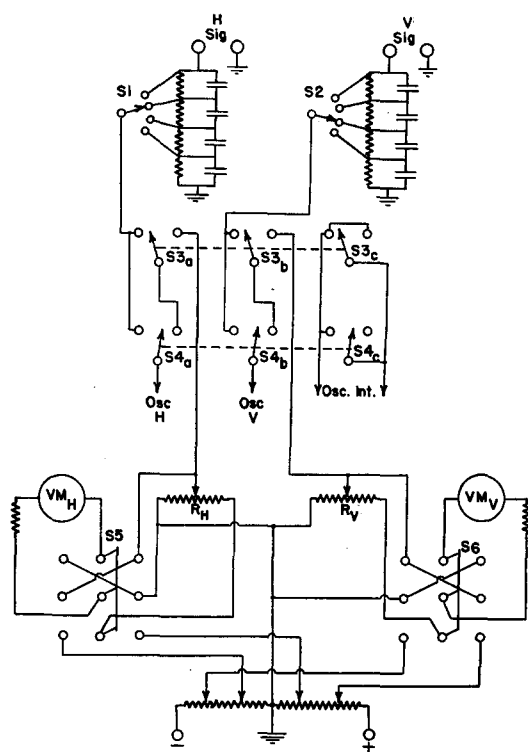 H
Sig
V
Sig
S1
S2
S3a
S3b
S3c
S4a
S4b
S4c
Osc
H
Osc
V
Osc. Int.
VMH
RH
RV
VMV
S5
S6
−
+